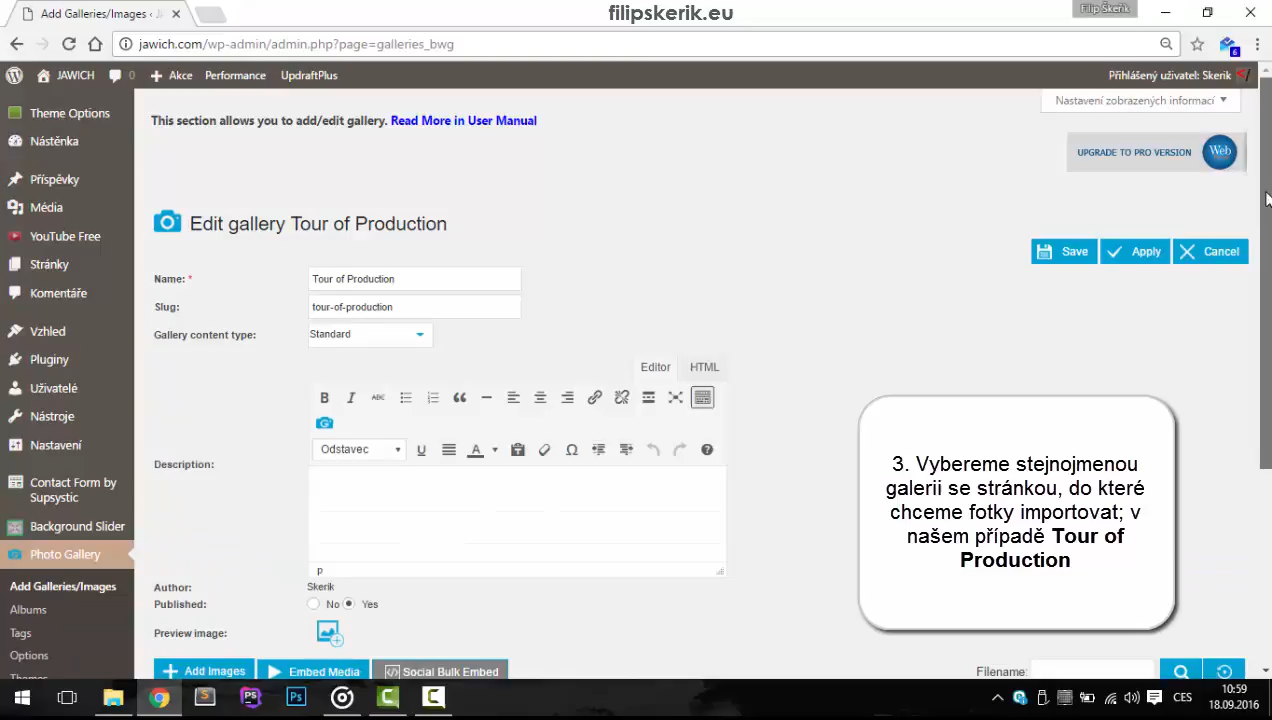 filipskerik.eu
Add Galleries/Images ‹ J
Filip Škeřík
jawich.com/wp-admin/admin.php?page=galleries_bwg
6
JAWICH 0 Akce Performance UpdraftPlus Přihlášený uživatel: Skerik
Nastavení zobrazených informací
This section allows you to add/edit gallery. Read More in User Manual
UPGRADE TO PRO VERSION Web
Theme Options
Nástěnka
Příspěvky
Média
YouTube Free
Stránky
Komentáře
Vzhled
Pluginy
Uživatelé
Nástroje
Nastavení
Contact Form by
Supsystic
Background Slider
Photo Gallery
Add Galleries/Images
Albums
Tags
Options
Themes
Edit gallery Tour of Production
Save Apply Cancel
Name: * Tour of Production
Slug: tour-of-production
Gallery content type: Standard
Editor HTML
B I ABC
Odstavec U A Ω
Description:
p
Author: Skerik
Published: No Yes
Preview image:
Add Images Embed Media Social Bulk Embed Filename:
3. Vybereme stejnojmenou
galerii se stránkou, do které
chceme fotky importovat; v
našem případě Tour of
Production
CES
10:59
18.09.2016